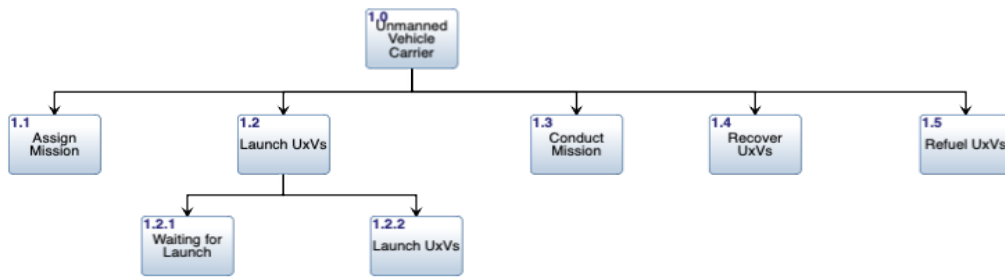 1.0
Unmanned
Vehicle
Carrier
1.1
Assign
Mission
1.2
Launch UxVs
1.3
Conduct
Mission
1.4
Recover
UxVs
1.5
Refuel UxVs
1.2.1
Waiting for
Launch
1.2.2
Launch UxVs